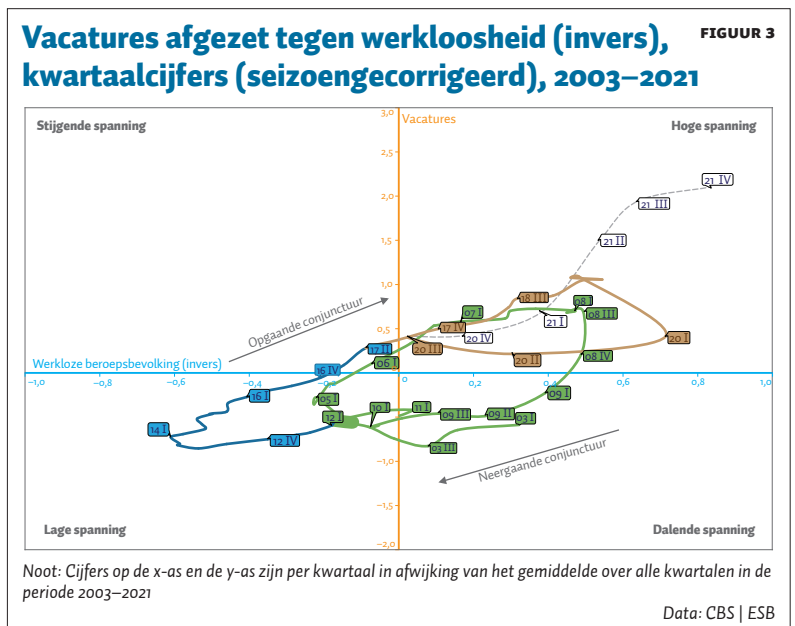 Vacatures afgezet tegen werkloosheid (invers),
FIGUUR 3
kwartaalcijfers (seizoengecorrigeerd), 2003–2021
Stijgende spanning
3,0
Vacatures
Hoge spanning
2,5
21 IV
2,0
21 III
1,5
21 II
1,0
18 III
08 I
07 I
08 III
21 I
Opgaande conjunctuur
0,5
17 IV
20 IV
20 I
17 II
20 III
20 II
08 IV
Werkloze beroepsbevolking (invers)
06 I
16 IV
-1,0
-0,8
-0,6
-0,4
-0,2
0
0,2
0,4
0,6
0,8
1,0
16 I
05 I
09 I
10 I
11 I
12 I
09 III
09 II
03 I
14 I
12 IV
03 III
Neergaande conjunctuur
-1,0
-1,5
Lage spanning
Dalende spanning
-2,0
Noot: Cijfers op de x-as en de y-as zijn per kwartaal in afwijking van het gemiddelde over alle kwartalen in de
periode 2003–2021
Data: CBS | ESB